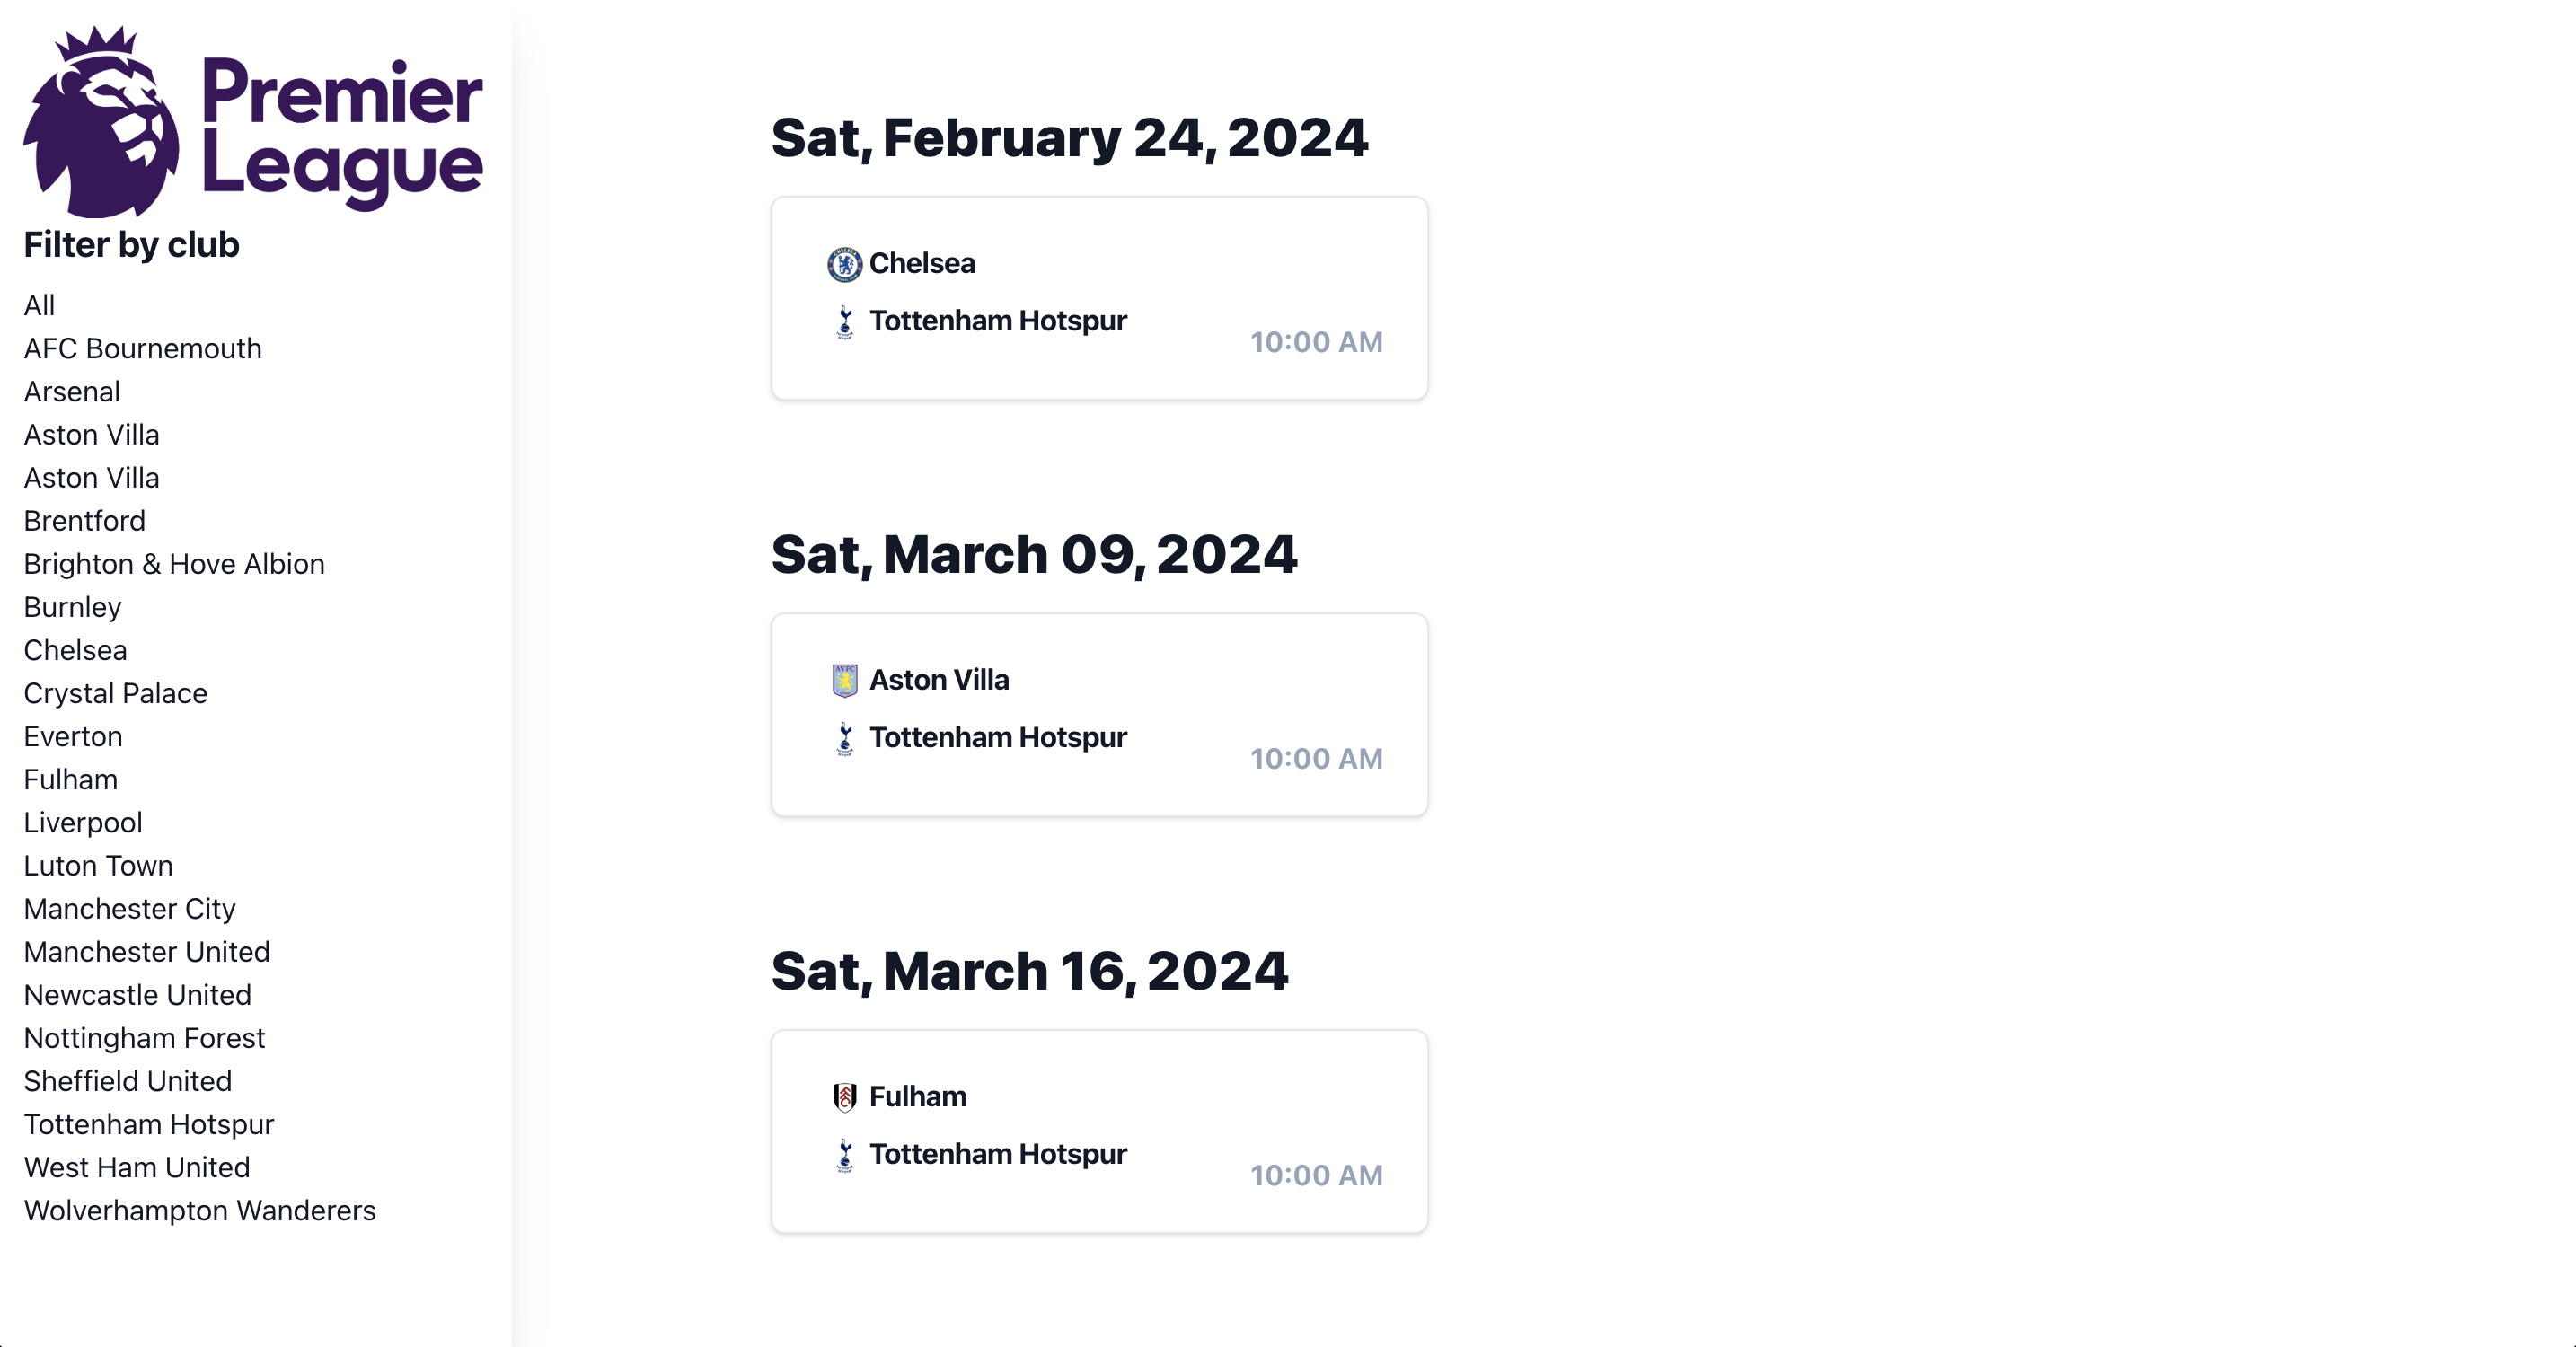 Premier
League
Filter by club
All
AFC Bournemouth
Arsenal
Aston Villa
Aston Villa
Brentford
Brighton & Hove Albion
Burnley
Chelsea
Crystal Palace
Everton
Fulham
Liverpool
Luton Town
Manchester City
Manchester United
Newcastle United
Nottingham Forest
Sheffield United
Tottenham Hotspur
West Ham United
Wolverhampton Wanderers
Sat, February 24, 2024
Chelsea
Tottenham Hotspur
10:00 AM
Sat, March 09, 2024
Aston Villa
Tottenham Hotspur
10:00 AM
Sat, March 16, 2024
Fulham
Tottenham Hotspur
10:00 AM